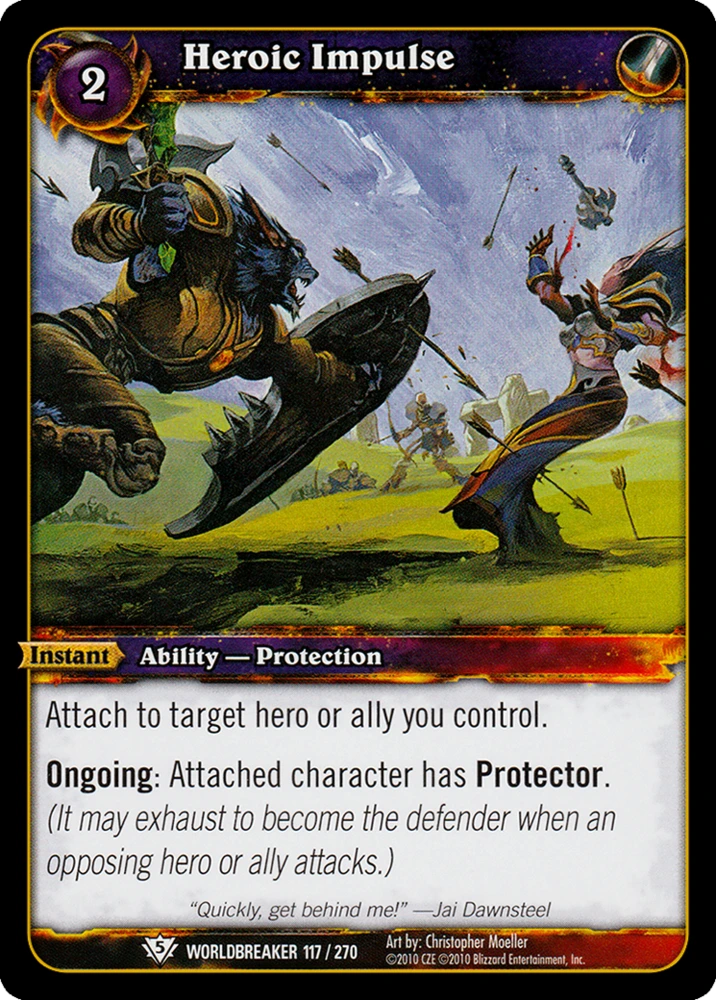 2
Heroic Impulse
Instant
Ability — Protection
Attach to target hero or ally you control.
Ongoing: Attached character has Protector.
(It may exhaust to become the defender when an
opposing hero or ally attacks.)
“Quickly, get behind me!” —Jai Dawnsteel
5
WORLDBREAKER 117 / 270
Art by: Christopher Moeller
©2010 CZE ©2010 Blizzard Entertainment, Inc.